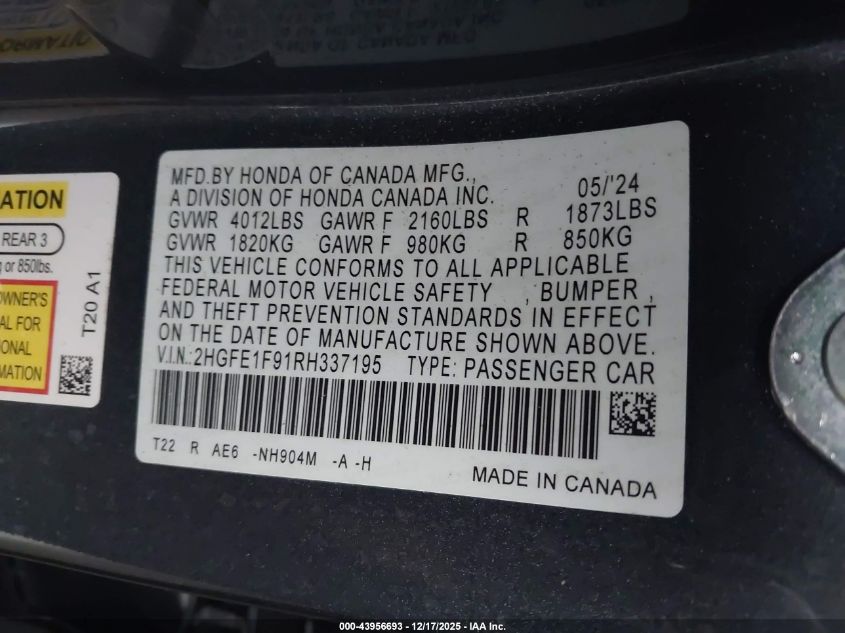 MFD.BY HONDA OF CANADA MFG.,
A DIVISION OF HONDA CANADA INC. 05/'24
GVWR 4012LBS GAWR F 2160LBS R 1873LBS
GVWR 1820KG GAWR F 980KG R 850KG
THIS VEHICLE CONFORMS TO ALL APPLICABLE
FEDERAL MOTOR VEHICLE SAFETY , BUMPER ,
AND THEFT PREVENTION STANDARDS IN EFFECT
ON THE DATE OF MANUFACTURE SHOWN ABOVE.
V.I.N.:2HGFE1F91RH337195 TYPE: PASSENGER CAR
T22 R AE6 -NH904M -A -H
MADE IN CANADA
ATION
REAR 3
g or 850lbs.
OWNER'S
AL FOR
IONAL
MATION
T20 A1
000-43956693 - 12/17/2025 - IAA Inc.